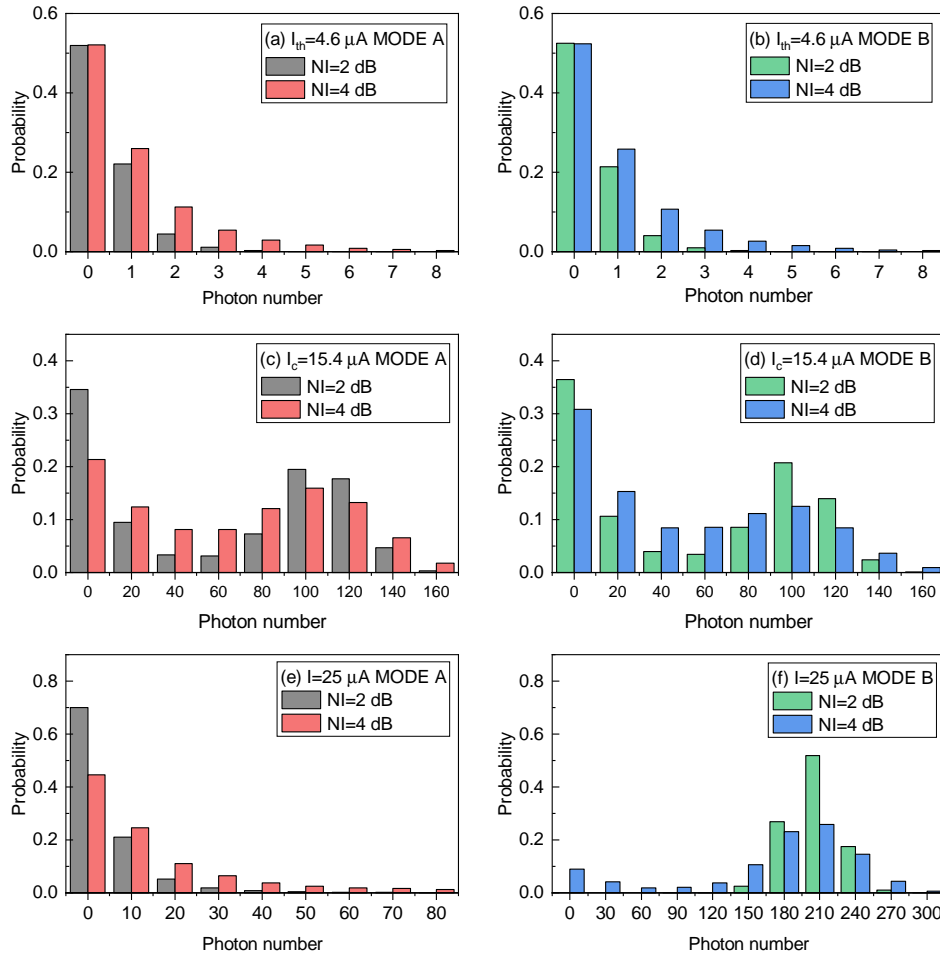 (a) I_th=4.6 μA MODE A
NI=2 dB
NI=4 dB
Probability
0.6
0.4
0.2
0.0
0 1 2 3 4 5 6 7 8
Photon number
(b) I_th=4.6 μA MODE B
NI=2 dB
NI=4 dB
Probability
0.6
0.4
0.2
0.0
0 1 2 3 4 5 6 7 8
Photon number
(c) I_c=15.4 μA MODE A
NI=2 dB
NI=4 dB
Probability
0.4
0.3
0.2
0.1
0.0
0 20 40 60 80 100 120 140 160
Photon number
(d) I_c=15.4 μA MODE B
NI=2 dB
NI=4 dB
Probability
0.4
0.3
0.2
0.1
0.0
0 20 40 60 80 100 120 140 160
Photon number
(e) I=25 μA MODE A
NI=2 dB
NI=4 dB
Probability
0.8
0.6
0.4
0.2
0.0
0 10 20 30 40 50 60 70 80
Photon number
(f) I=25 μA MODE B
NI=2 dB
NI=4 dB
Probability
0.8
0.6
0.4
0.2
0.0
0 30 60 90 120 150 180 210 240 270 300
Photon number